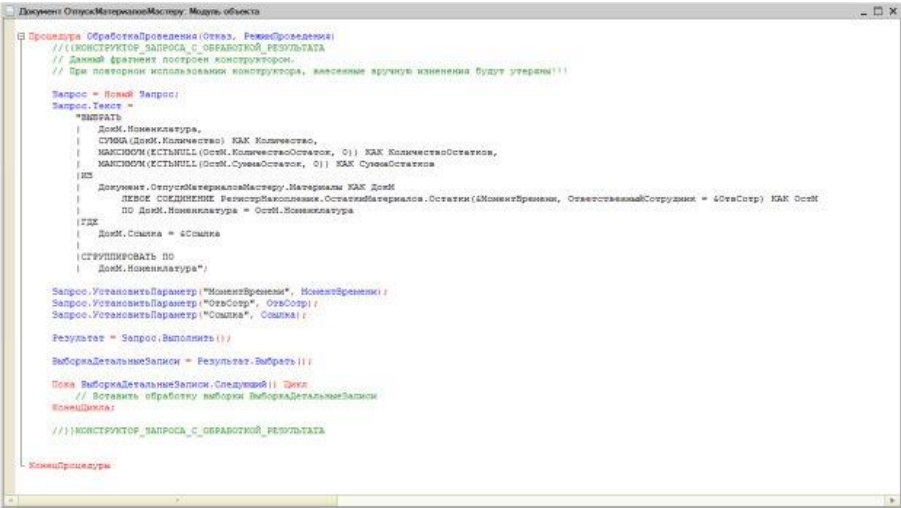 Документ ОтпускМатериаловМастеру: Модуль объекта
Процедура ОбработкаПроведения(Отказ, РежимПроведения)
//{{КОНСТРУКТОР_ЗАПРОСА_С_ОБРАБОТКОЙ_РЕЗУЛЬТАТА
// Данный фрагмент построен конструктором.
// При повторном использовании конструктора, внесенные вручную изменения будут утеряны!!!
Запрос = Новый Запрос;
Запрос.Текст =
"ВЫБРАТЬ
| ДокМ.Номенклатура,
| СУММА(ДокМ.Количество) КАК Количество,
| МАКСИМУМ(ЕСТЬNULL(ОстМ.КоличествоОстаток, 0)) КАК КоличествоОстатков,
| МАКСИМУМ(ЕСТЬNULL(ОстМ.СуммаОстаток, 0)) КАК СуммаОстатков
|ИЗ
| Документ.ОтпускМатериаловМастеру.Материалы КАК ДокМ
| ЛЕВОЕ СОЕДИНЕНИЕ РегистрНакопления.ОстаткиМатериалов.Остатки(&МоментВремени, ОтветственныйСотрудник = &ОтвСотр) КАК ОстМ
| ПО ДокМ.Номенклатура = ОстМ.Номенклатура
|ГДЕ
| ДокМ.Ссылка = &Ссылка
|
|СГРУППИРОВАТЬ ПО
| ДокМ.Номенклатура";
Запрос.УстановитьПараметр("МоментВремени", МоментВремени);
Запрос.УстановитьПараметр("ОтвСотр", ОтвСотр);
Запрос.УстановитьПараметр("Ссылка", Ссылка);
Результат = Запрос.Выполнить();
ВыборкаДетальныеЗаписи = Результат.Выбрать();
Пока ВыборкаДетальныеЗаписи.Следующий() Цикл
// Вставить обработку выборки ВыборкаДетальныеЗаписи
КонецЦикла;
//}}КОНСТРУКТОР_ЗАПРОСА_С_ОБРАБОТКОЙ_РЕЗУЛЬТАТА
КонецПроцедуры